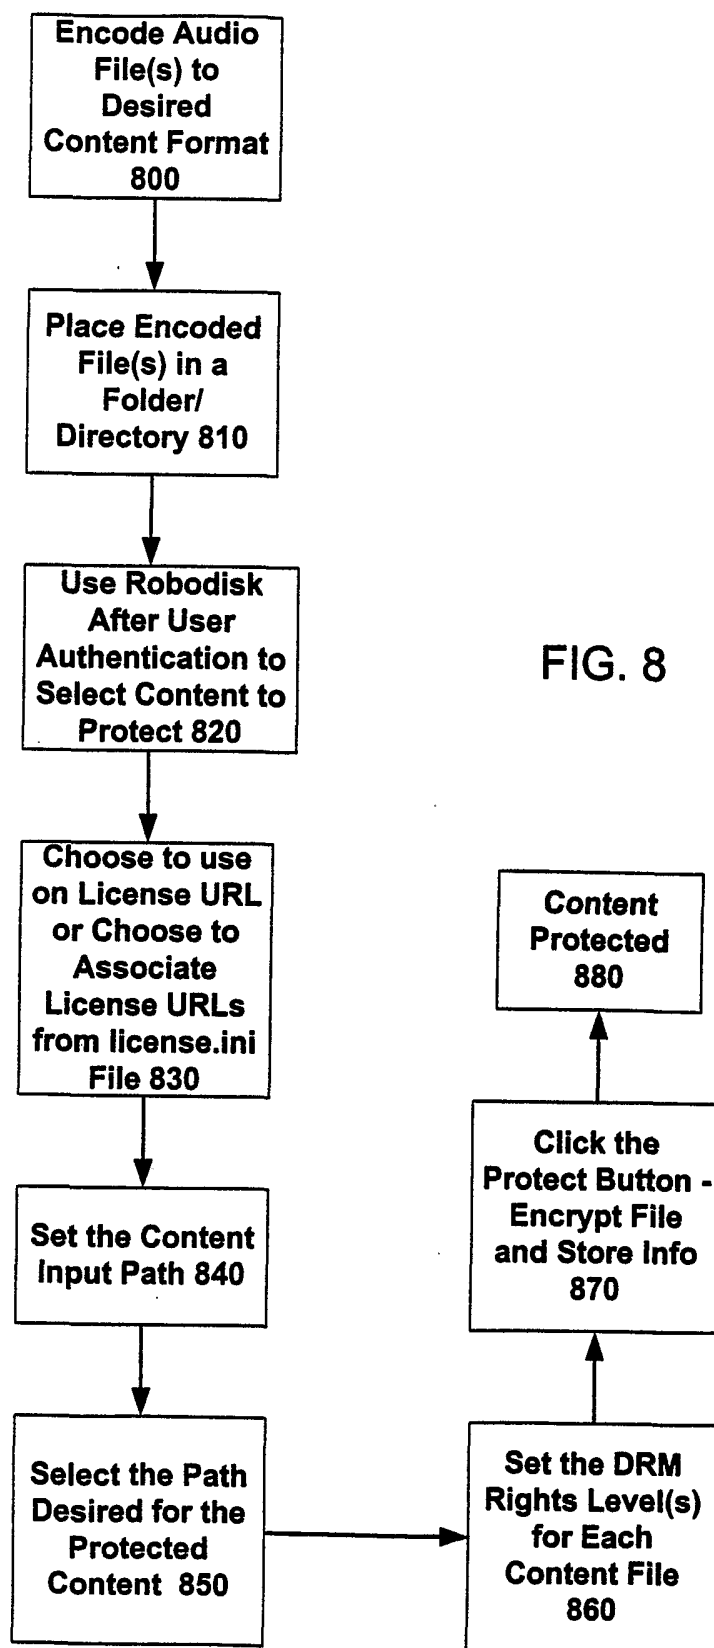 Encode Audio
File(s) to
Desired
Content Format
800
Place Encoded
File(s) in a
Folder/
Directory 810
Use Robodisk
After User
Authentication to
Select Content to
Protect 820
FIG. 8
Choose to use
on License URL
or Choose to
Associate
License URLs
from license.ini
File 830
Set the Content
Input Path 840
Select the Path
Desired for the
Protected
Content 850
Set the DRM
Rights Level(s)
for Each
Content File
860
Click the
Protect Button -
Encrypt File
and Store Info
870
Content
Protected
880